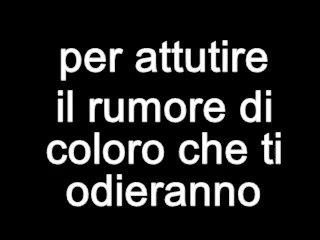 per attutire
il rumore di
coloro che ti
odieranno